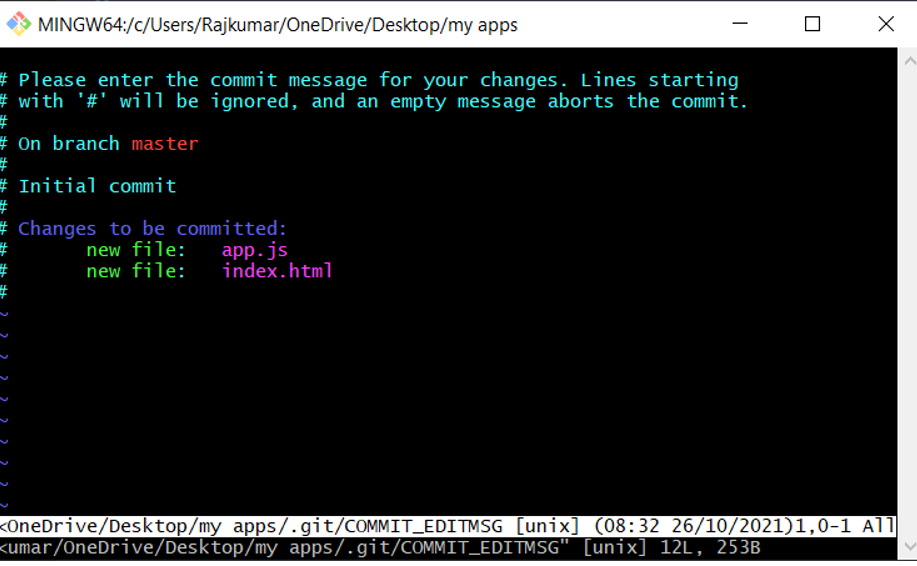 MINGW64:/c/Users/Rajkumar/OneDrive/Desktop/my apps
# Please enter the commit message for your changes. Lines starting
# with '#' will be ignored, and an empty message aborts the commit.
#
# On branch master
#
# Initial commit
#
# Changes to be committed:
#       new file:   app.js
#       new file:   index.html
#
~
~
~
~
~
~
~
~
~
~
<OneDrive/Desktop/my apps/.git/COMMIT_EDITMSG [unix] (08:32 26/10/2021)1,0-1 All
<umar/OneDrive/Desktop/my apps/.git/COMMIT_EDITMSG" [unix] 12L, 253B